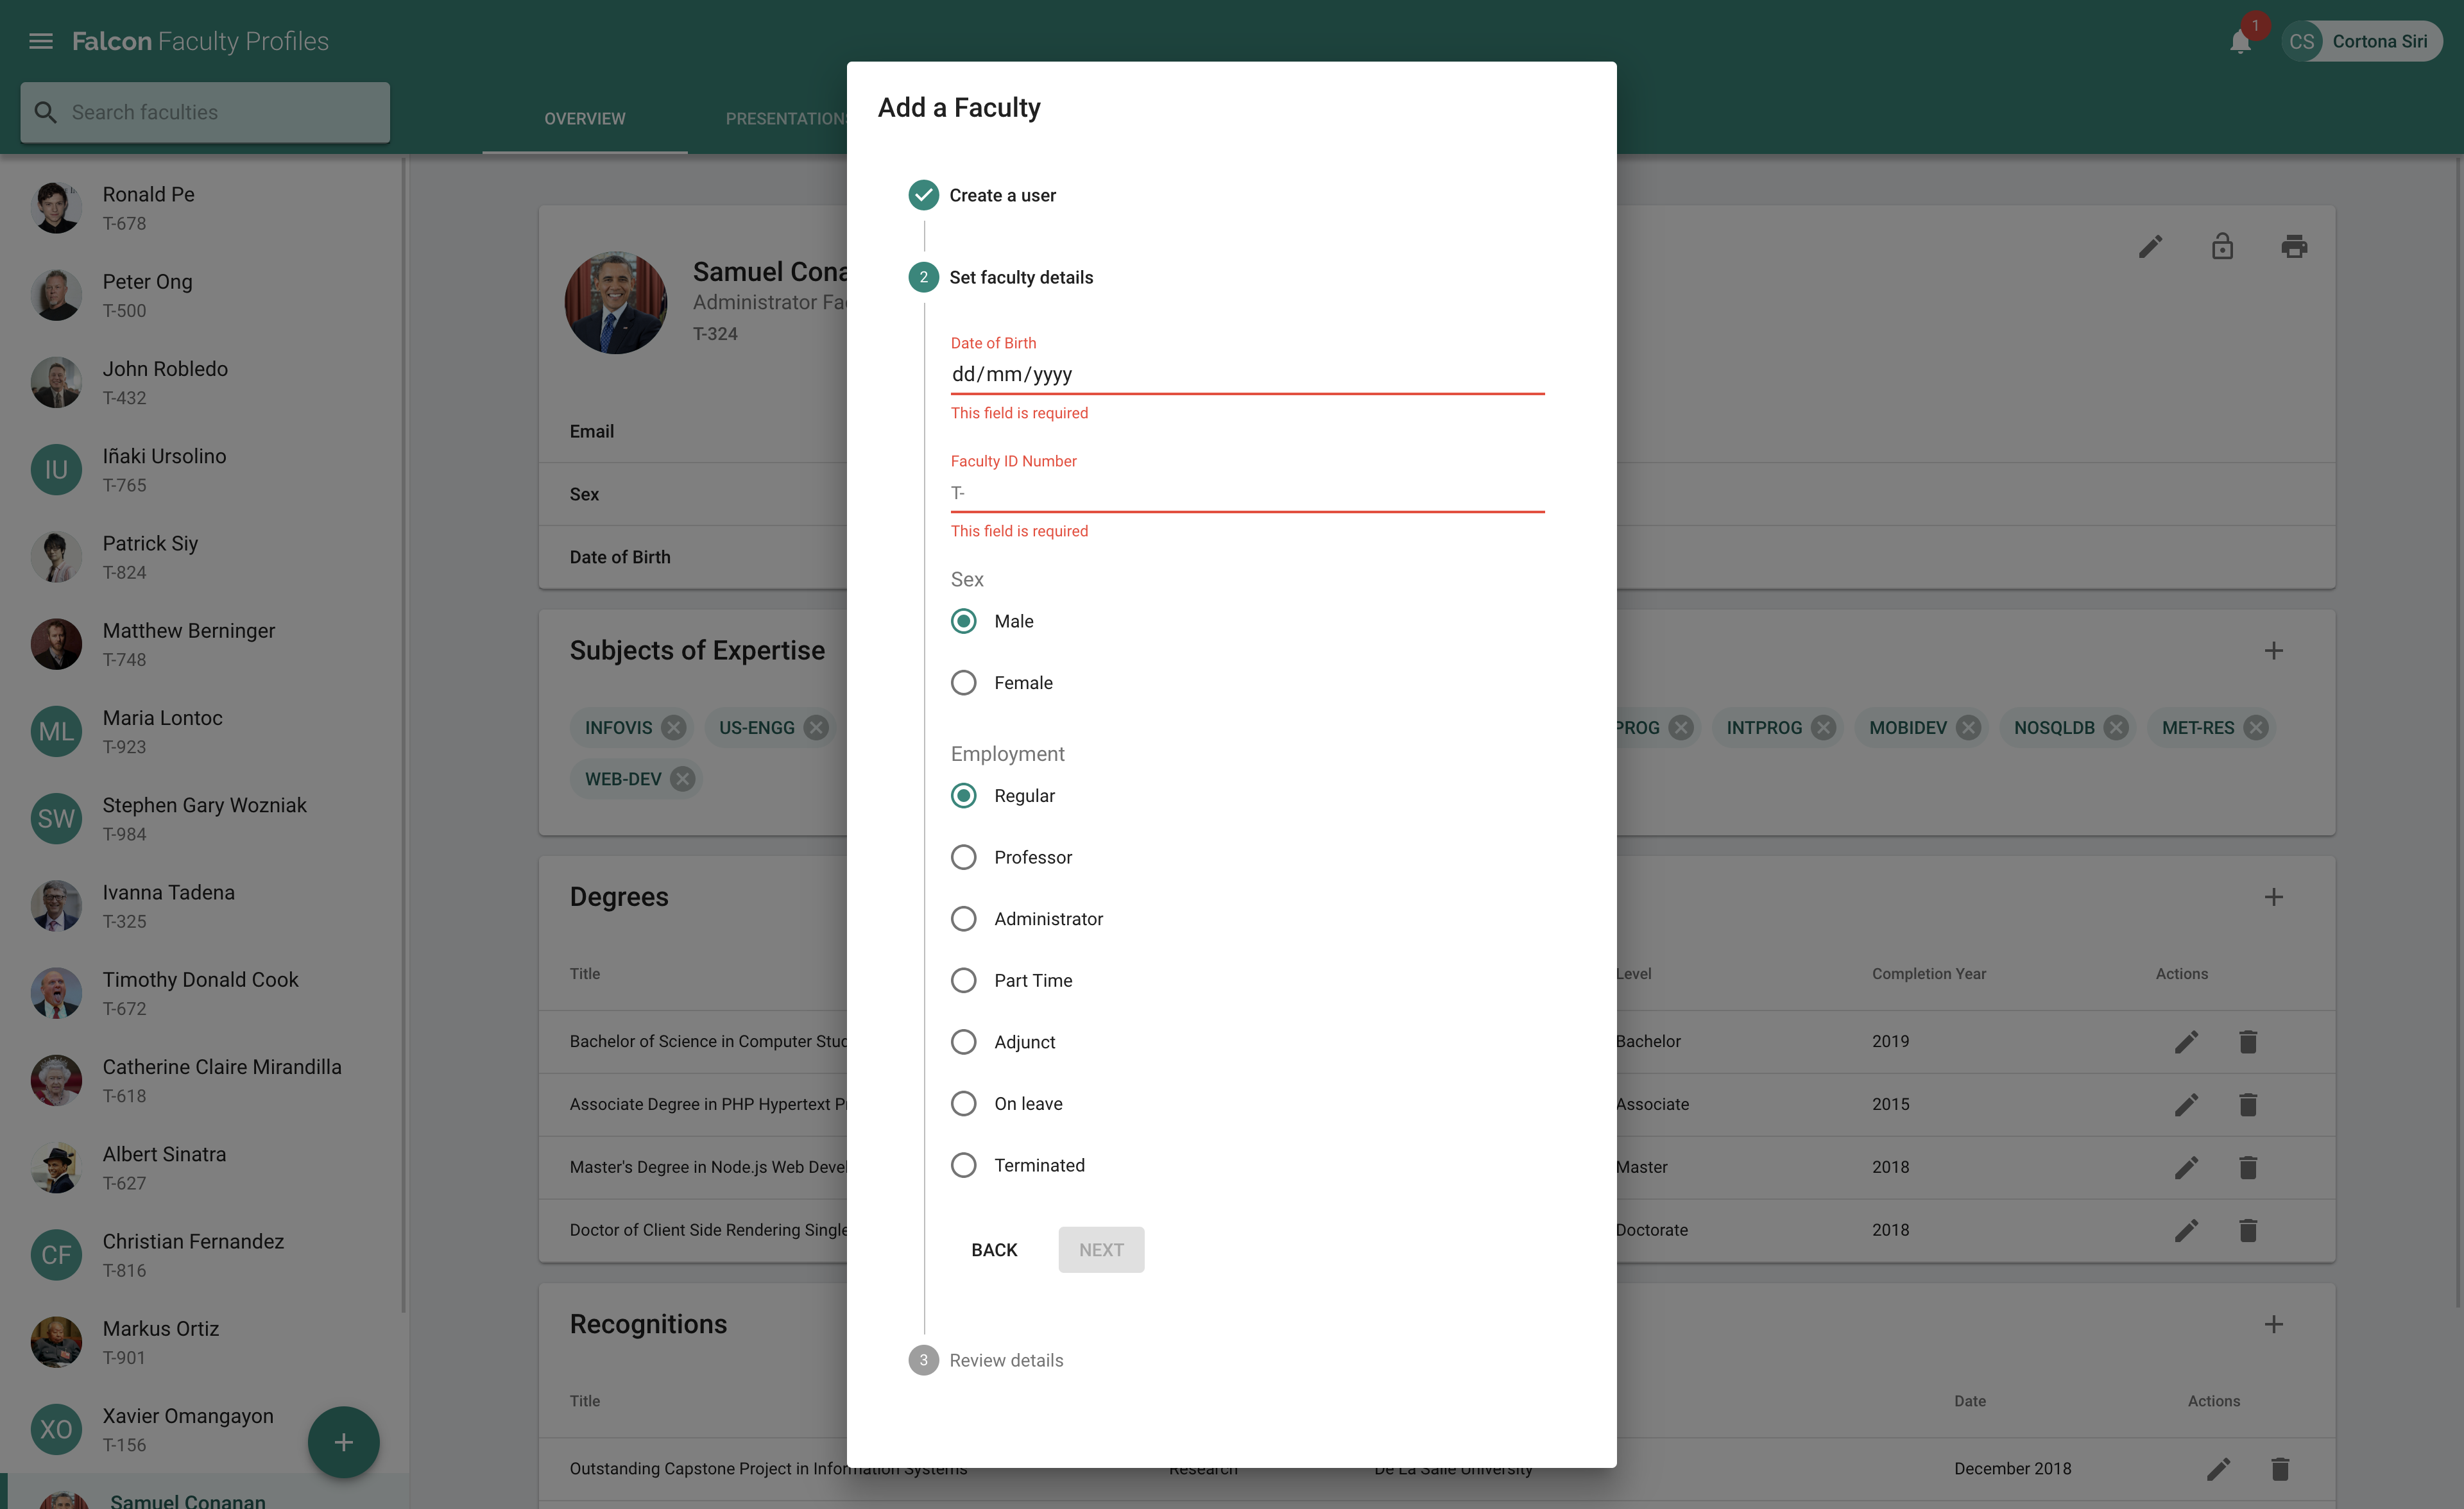 Falcon Faculty Profiles
1
CS Cortona Siri
Search faculties
OVERVIEW
PRESENTATIONS
Ronald Pe
T-678
Peter Ong
T-500
John Robledo
T-432
IU
Iñaki Ursolino
T-765
Patrick Siy
T-824
Matthew Berninger
T-748
ML
Maria Lontoc
T-923
SW
Stephen Gary Wozniak
T-984
Ivanna Tadena
T-325
Timothy Donald Cook
T-672
Catherine Claire Mirandilla
T-618
Albert Sinatra
T-627
CF
Christian Fernandez
T-816
Markus Ortiz
T-901
XO
Xavier Omangayon
T-156
Samuel Conanan
Samuel Cona
Administrator Fa
T-324
Email
Sex
Date of Birth
Subjects of Expertise
INFOVIS US-ENGG PROG INTPROG MOBIDEV NOSQLDB MET-RES
WEB-DEV
Degrees
Title Level Completion Year Actions
Bachelor of Science in Computer Stud Bachelor 2019
Associate Degree in PHP Hypertext P Associate 2015
Master's Degree in Node.js Web Devel Master 2018
Doctor of Client Side Rendering Single Doctorate 2018
Recognitions
Title Date Actions
Outstanding Capstone Project in Information Systems Research De La Salle University December 2018
Add a Faculty
Create a user
2 Set faculty details
Date of Birth
dd/mm/yyyy
This field is required
Faculty ID Number
T-
This field is required
Sex
Male
Female
Employment
Regular
Professor
Administrator
Part Time
Adjunct
On leave
Terminated
BACK NEXT
3 Review details